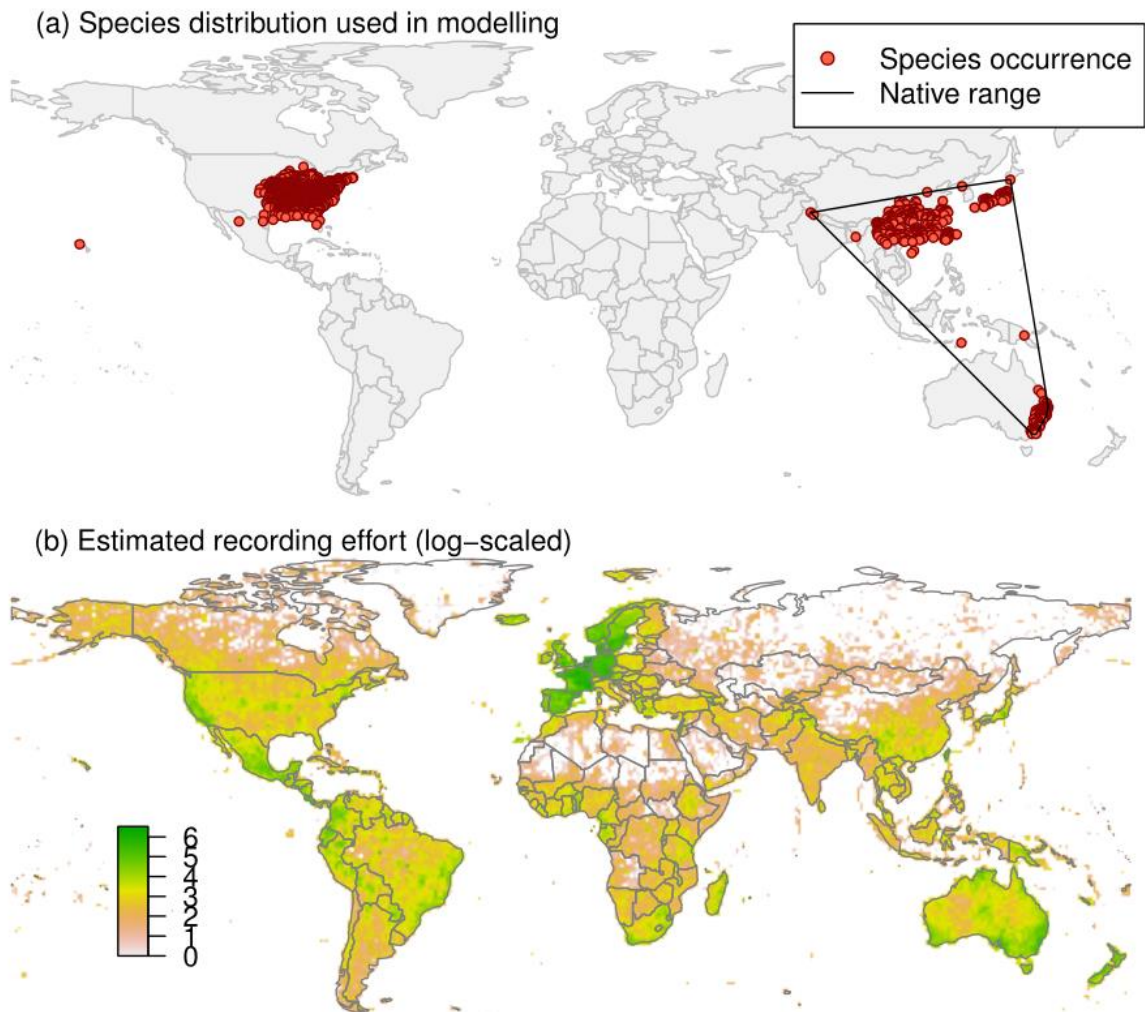 (a) Species distribution used in modelling
Species occurrence
Native range
(b) Estimated recording effort (log−scaled)
6
5
4
3
2
1
0